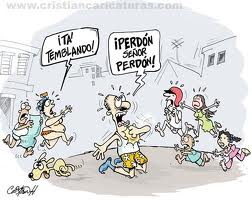 www.cristiancaricaturas.com
¡TA'
TEMBLANDO!
¡PERDÓN
SEÑOR
PERDÓN!